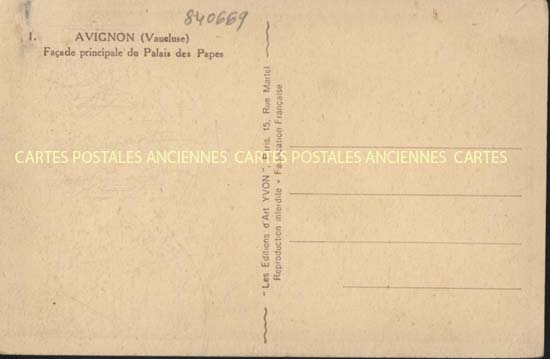 840669
1. AVIGNON (Vaucluse)
Façade principale du Palais des Papes
"Les Editions d'Art YVON", Paris, 15, Rue Martel
Reproduction interdite - Fabrication Française
CARTES POSTALES ANCIENNES CARTES POSTALES ANCIENNES CARTES